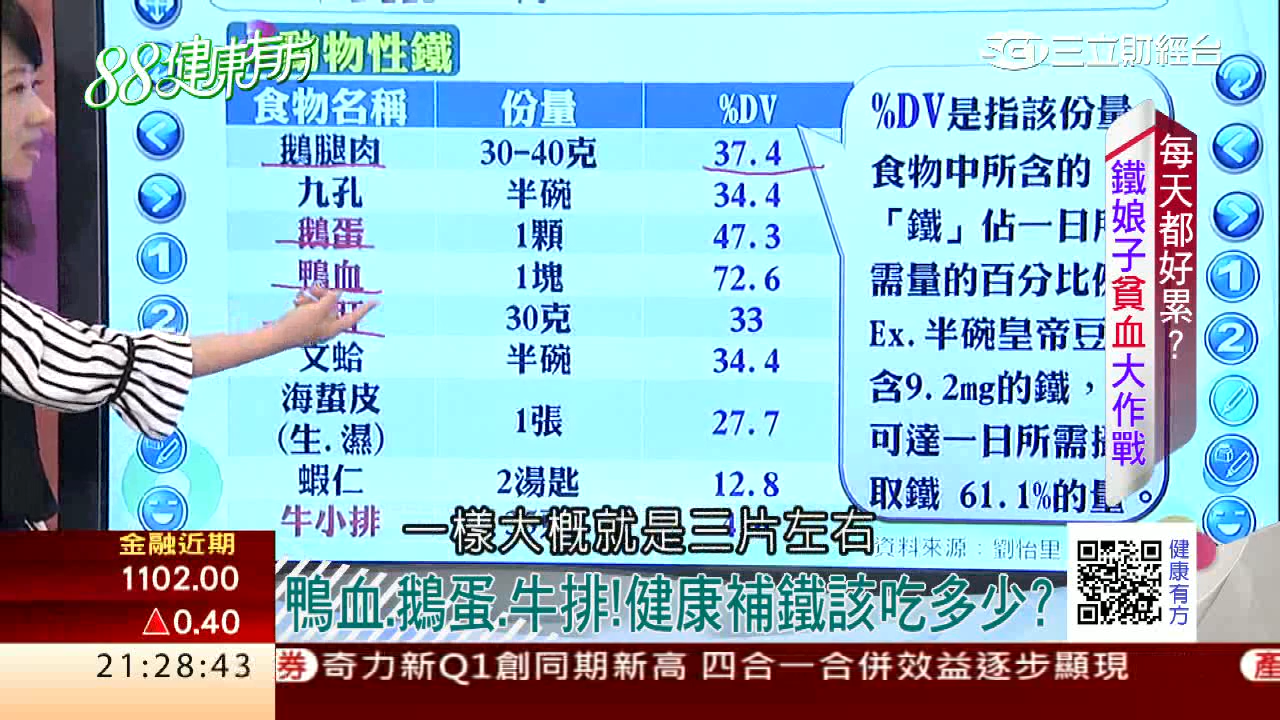 88健康有方
動物性鐵
三立財經台
食物名稱 份量 %DV
鵝腿肉 30-40克 37.4
九孔 半碗 34.4
鵝蛋 1顆 47.3
鴨血 1塊 72.6
30克 33
文蛤 半碗 34.4
海蜇皮
(生.濕) 1張 27.7
蝦仁 2湯匙 12.8
牛小排
%DV是指該份量
食物中所含的
「鐵」佔一日所
需量的百分比例
Ex.半碗皇帝豆
含9.2mg的鐵，
可達一日所需攝
取鐵 61.1%的量。
資料來源：劉怡里
每天都好累？
鐵娘子貧血大作戰
1
2
1
2
一樣大概就是三片左右
鴨血.鵝蛋.牛排!健康補鐵該吃多少?
健康有方
金融近期
1102.00
△0.40
21:28:43
券 奇力新Q1創同期新高 四合一合併效益逐步顯現
產